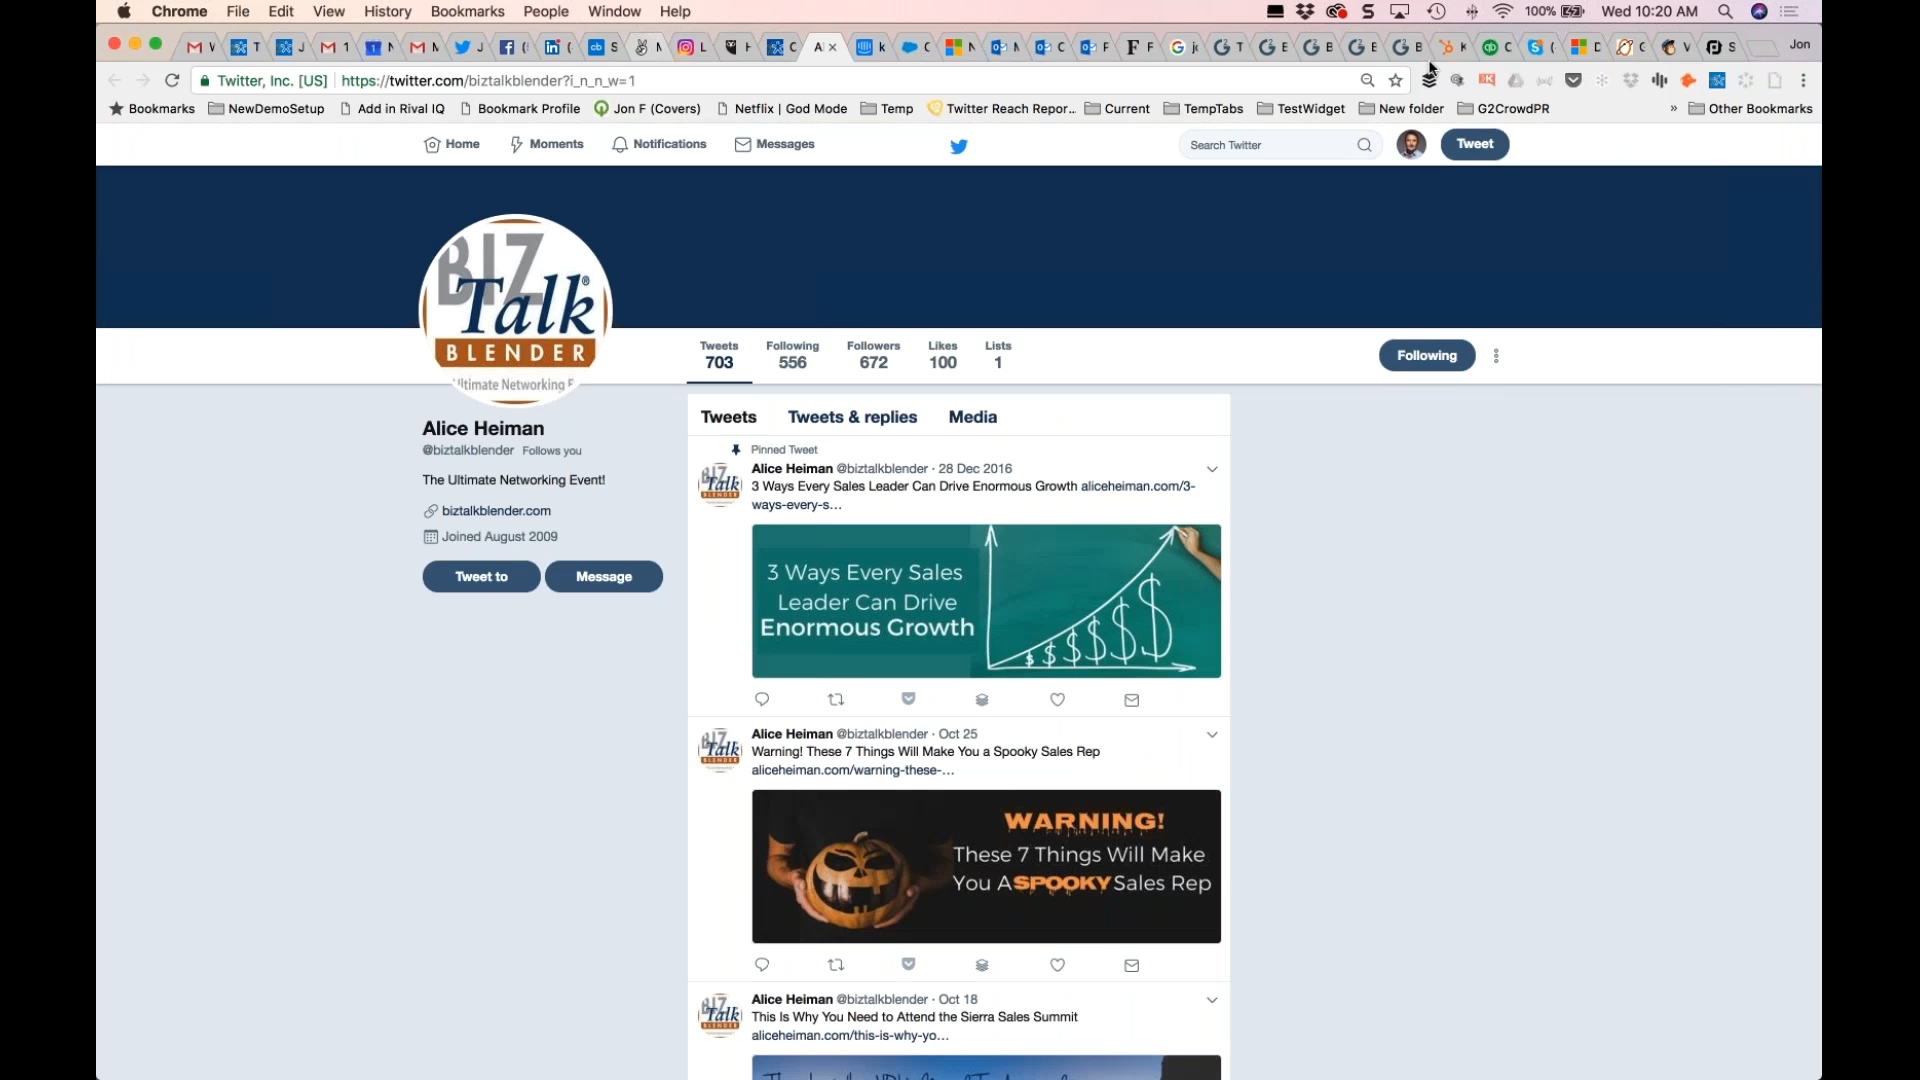 Chrome File Edit View History Bookmarks People Window Help
100% Wed 10:20 AM
Jon
Twitter, Inc. [US] https://twitter.com/biztalkblender?i_n_n_w=1
Bookmarks NewDemoSetup Add in Rival IQ Bookmark Profile Jon F (Covers) Netflix | God Mode Temp Twitter Reach Repor... Current TempTabs TestWidget New folder G2CrowdPR » Other Bookmarks
Home Moments Notifications Messages
Search Twitter
Tweet
BIZ
Talk®
BLENDER
Ultimate Networking
Tweets Following Followers Likes Lists
703 556 672 100 1
Following
Alice Heiman
@biztalkblender Follows you
The Ultimate Networking Event!
biztalkblender.com
Joined August 2009
Tweet to
Message
Tweets Tweets & replies Media
Pinned Tweet
Alice Heiman @biztalkblender · 28 Dec 2016
3 Ways Every Sales Leader Can Drive Enormous Growth aliceheiman.com/3-
ways-every-s...
3 Ways Every Sales
Leader Can Drive
Enormous Growth
$ $ $ $ $ $
Alice Heiman @biztalkblender · Oct 25
Warning! These 7 Things Will Make You a Spooky Sales Rep
aliceheiman.com/warning-these-...
WARNING!
These 7 Things Will Make
You A SPOOKY Sales Rep
Alice Heiman @biztalkblender · Oct 18
This Is Why You Need to Attend the Sierra Sales Summit
aliceheiman.com/this-is-why-yo...